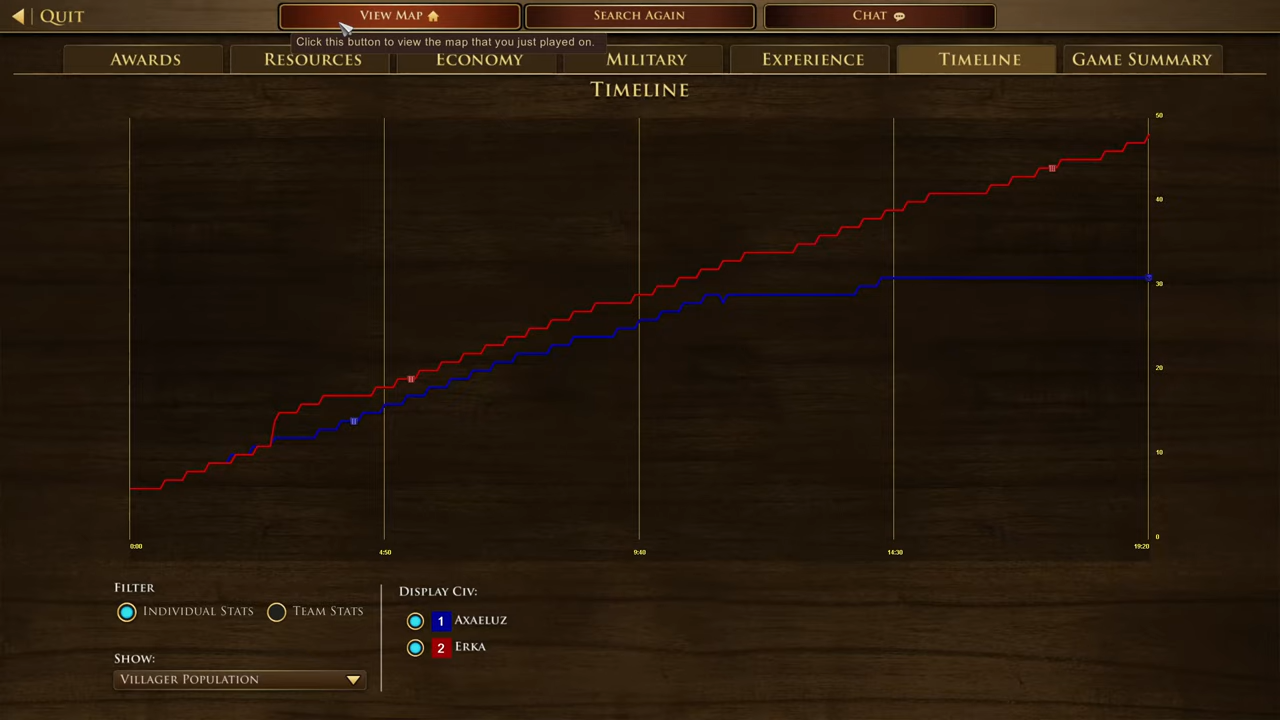 QUIT
VIEW MAP
SEARCH AGAIN
CHAT
Click this button to view the map that you just played on.
AWARDS
RESOURCES
ECONOMY
MILITARY
EXPERIENCE
TIMELINE
GAME SUMMARY
TIMELINE
50
40
30
20
10
0
III
II
II
0:00
4:50
9:40
14:30
19:20
FILTER
INDIVIDUAL STATS
TEAM STATS
SHOW:
VILLAGER POPULATION
DISPLAY CIV:
1 AXAELUZ
2 ERKA